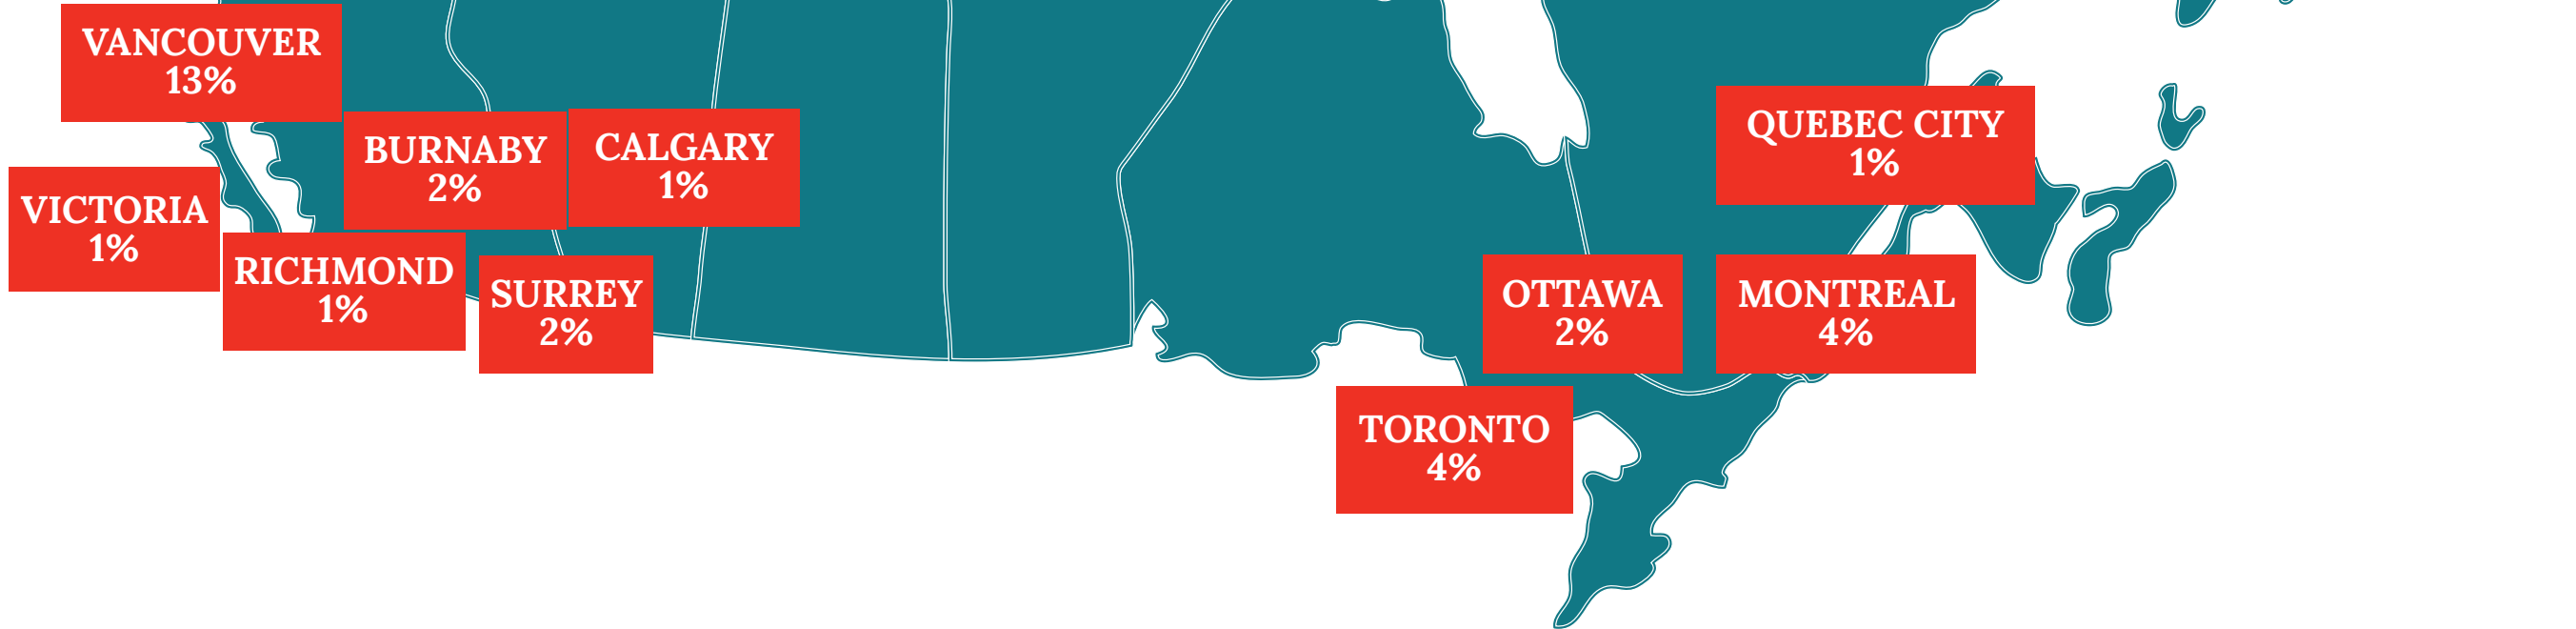 VANCOUVER
13%
BURNABY
2%
CALGARY
1%
QUEBEC CITY
1%
VICTORIA
1%
RICHMOND
1%
SURREY
2%
OTTAWA
2%
MONTREAL
4%
TORONTO
4%